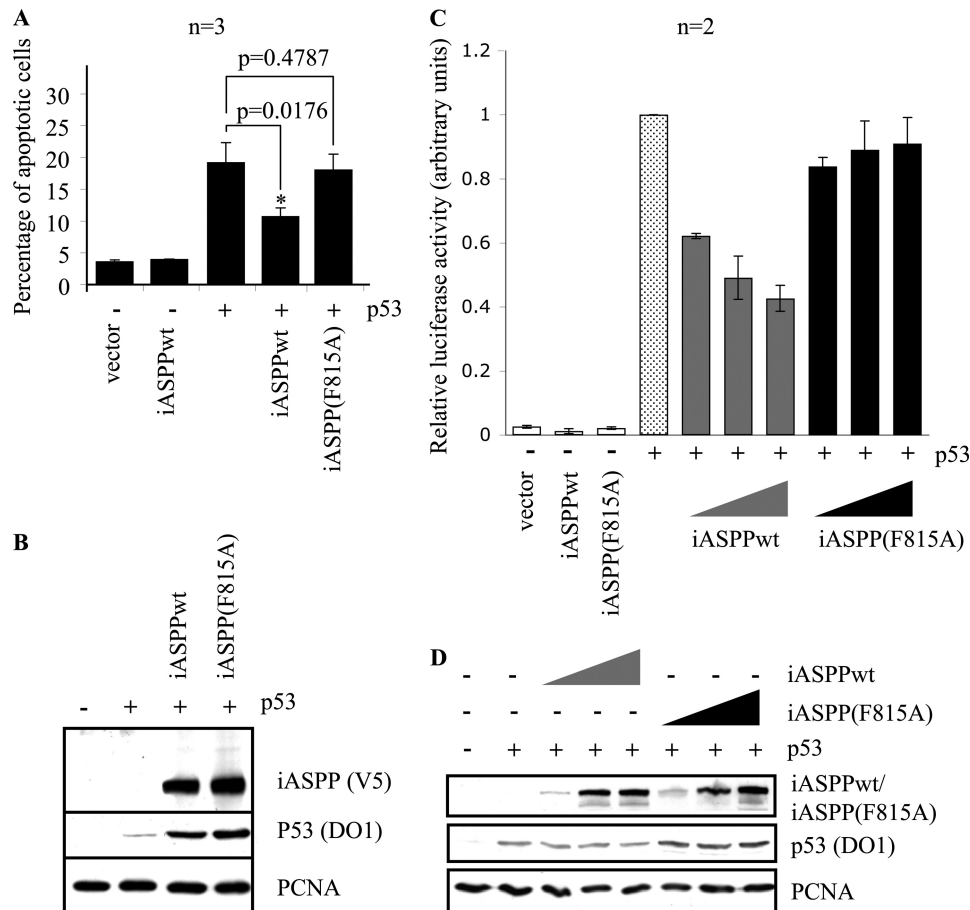 A
n=3
p=0.4787
p=0.0176
*
Percentage of apoptotic cells
35
30
25
20
15
10
5
0
- - + + + p53
vector
iASPPwt
iASPPwt
iASPP(F815A)
C
n=2
Relative luciferase activity (arbitrary units)
1.2
1
0.8
0.6
0.4
0.2
0
- - - + + + + + + + p53
vector
iASPPwt
iASPP(F815A)
iASPPwt
iASPP(F815A)
B
iASPPwt
iASPP(F815A)
- + + + p53
iASPP (V5)
P53 (DO1)
PCNA
D
- - - - - iASPPwt
- - - - - iASPP(F815A)
- + + + + + + + p53
iASPPwt/
iASPP(F815A)
p53 (DO1)
PCNA